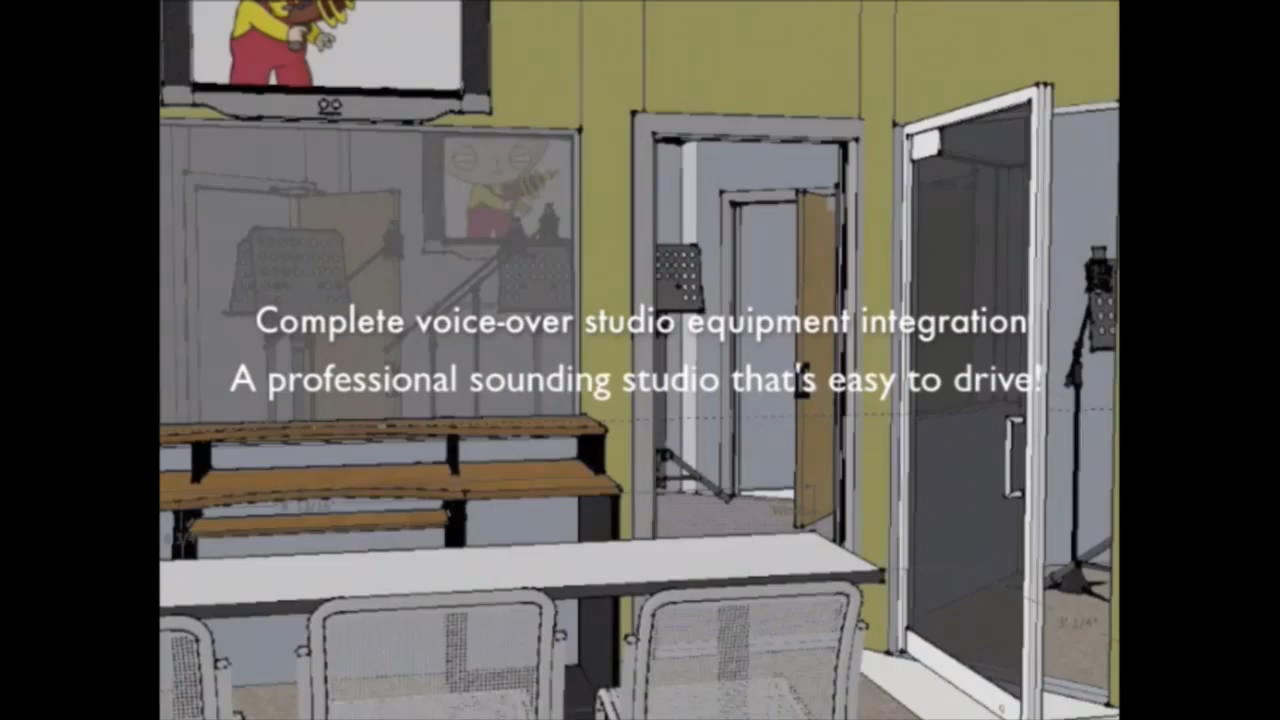 Complete voice-over studio equipment integration
A professional sounding studio that's easy to drive!